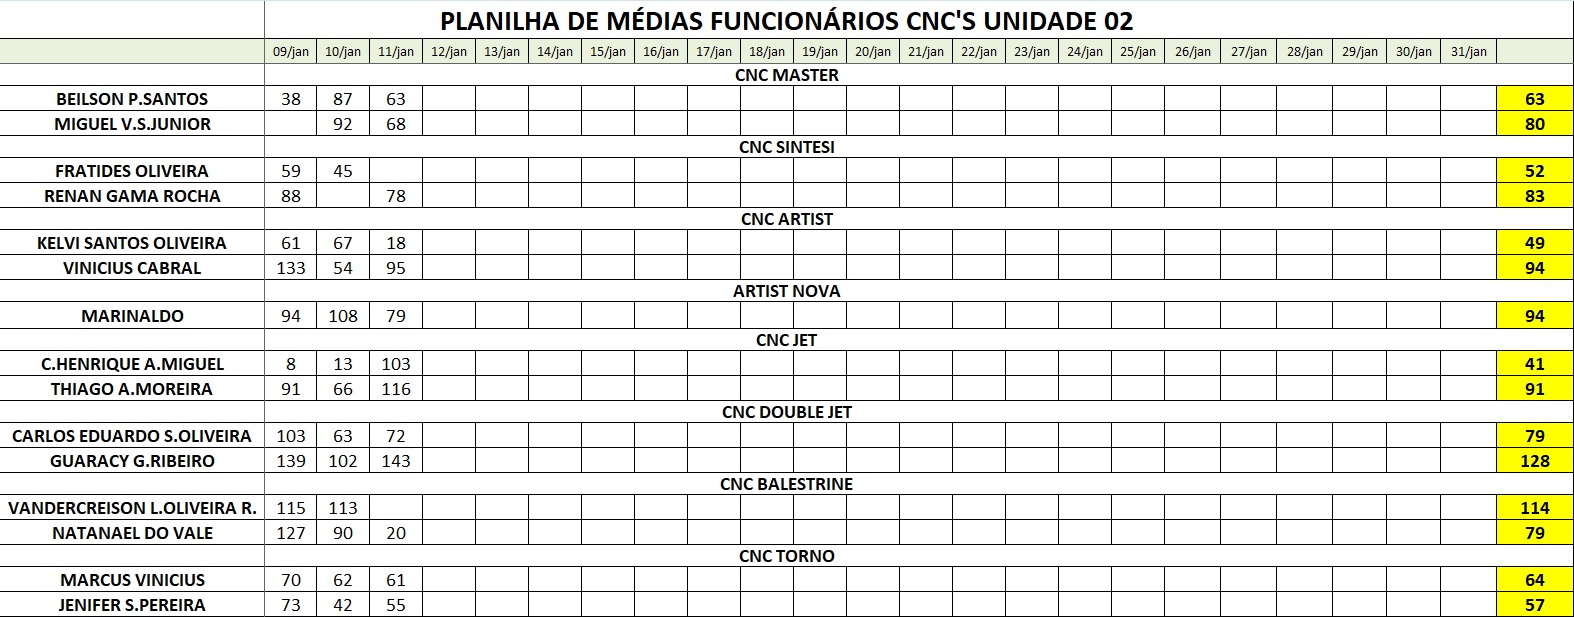 PLANILHA DE MÉDIAS FUNCIONÁRIOS CNC'S UNIDADE 02
09/jan 10/jan 11/jan 12/jan 13/jan 14/jan 15/jan 16/jan 17/jan 18/jan 19/jan 20/jan 21/jan 22/jan 23/jan 24/jan 25/jan 26/jan 27/jan 28/jan 29/jan 30/jan 31/jan
CNC MASTER
BEILSON P.SANTOS 38 87 63 63
MIGUEL V.S.JUNIOR 92 68 80
CNC SINTESI
FRATIDES OLIVEIRA 59 45 52
RENAN GAMA ROCHA 88 78 83
CNC ARTIST
KELVI SANTOS OLIVEIRA 61 67 18 49
VINICIUS CABRAL 133 54 95 94
ARTIST NOVA
MARINALDO 94 108 79 94
CNC JET
C.HENRIQUE A.MIGUEL 8 13 103 41
THIAGO A.MOREIRA 91 66 116 91
CNC DOUBLE JET
CARLOS EDUARDO S.OLIVEIRA 103 63 72 79
GUARACY G.RIBEIRO 139 102 143 128
CNC BALESTRINE
VANDERCREISON L.OLIVEIRA R. 115 113 114
NATANAEL DO VALE 127 90 20 79
CNC TORNO
MARCUS VINICIUS 70 62 61 64
JENIFER S.PEREIRA 73 42 55 57